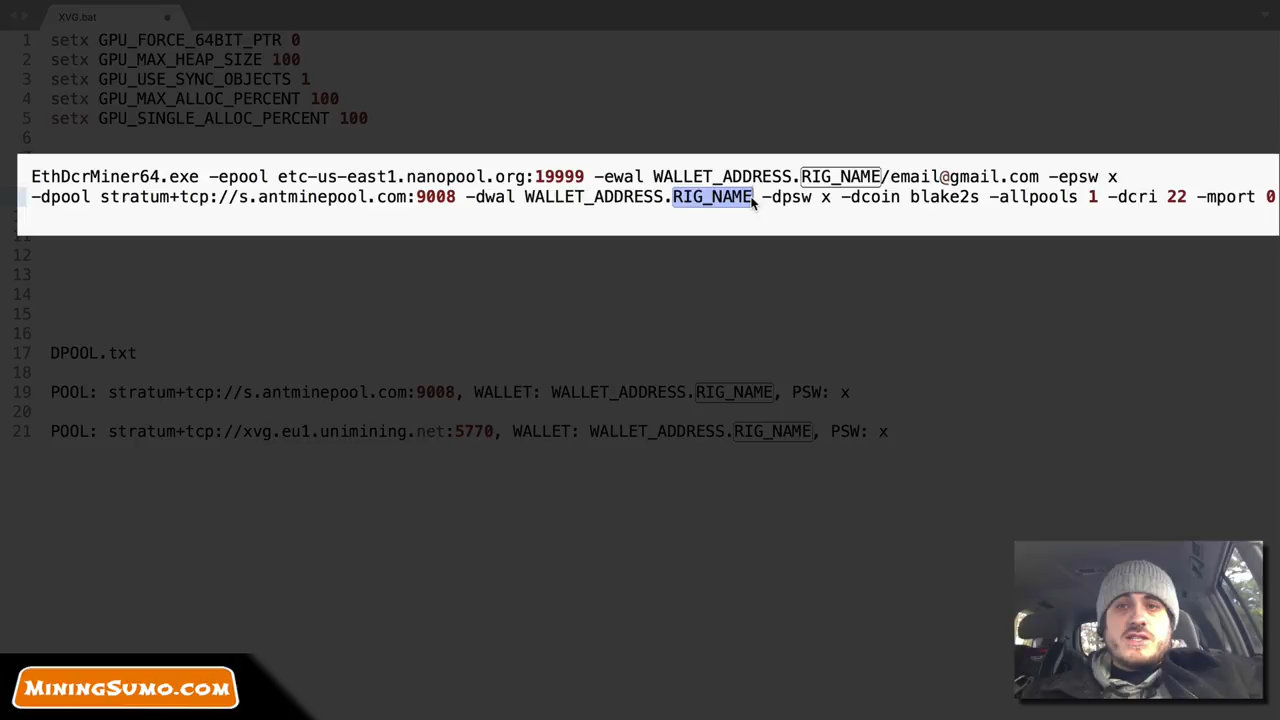 XVG.bat
1 setx GPU_FORCE_64BIT_PTR 0
2 setx GPU_MAX_HEAP_SIZE 100
3 setx GPU_USE_SYNC_OBJECTS 1
4 setx GPU_MAX_ALLOC_PERCENT 100
5 setx GPU_SINGLE_ALLOC_PERCENT 100
6
EthDcrMiner64.exe -epool etc-us-east1.nanopool.org:19999 -ewal WALLET_ADDRESS.RIG_NAME/email@gmail.com -epsw x
-dpool stratum+tcp://s.antminepool.com:9008 -dwal WALLET_ADDRESS.RIG_NAME -dpsw x -dcoin blake2s -allpools 1 -dcri 22 -mport 0
12
13
14
15
16
17 DPOOL.txt
18
19 POOL: stratum+tcp://s.antminepool.com:9008, WALLET: WALLET_ADDRESS.RIG_NAME, PSW: x
20
21 POOL: stratum+tcp://xvg.eu1.unimining.net:5770, WALLET: WALLET_ADDRESS.RIG_NAME, PSW: x
MININGSUMO.COM